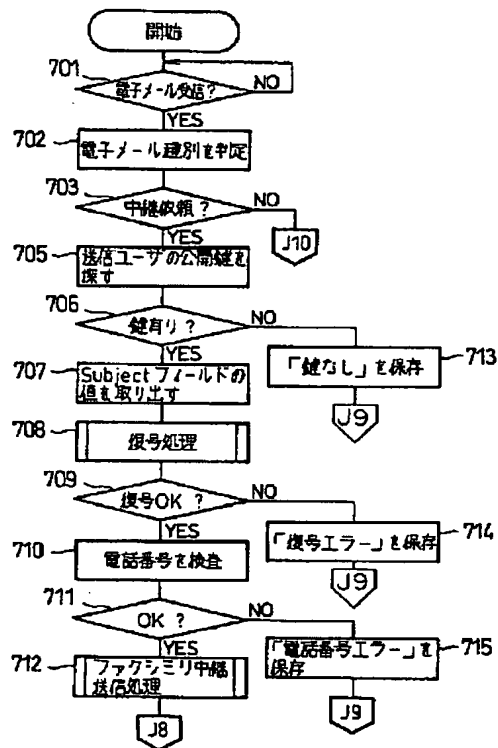 開始
701
電子メール受信?
NO
YES
702
電子メール種別を判定
703
中継依頼?
NO
J10
YES
705
送信ユーザの公開鍵を
探す
706
鍵有り?
NO
YES
707
Subjectフィールドの
値を取り出す
「鍵なし」を保存
713
J9
708
復号処理
709
復号OK?
NO
YES
710
電話番号を検査
「復号エラー」を保存
714
J9
711
OK?
NO
YES
712
ファクシミリ中継
送信処理
「電話番号エラー」を
保存
715
J8
J9